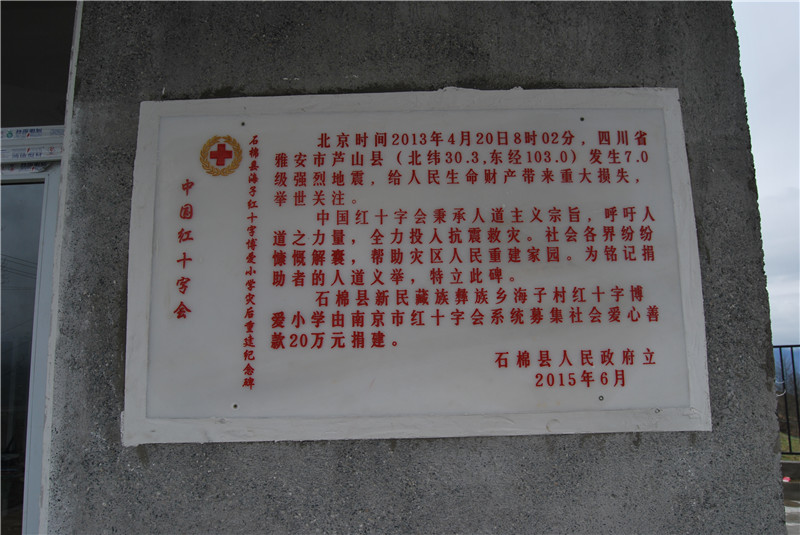 中国红十字会
石棉县海子红十字博爱小学灾后重建纪念碑
北京时间2013年4月20日8时02分，四川省
雅安市芦山县（北纬30.3,东经103.0）发生7.0
级强烈地震，给人民生命财产带来重大损失，
举世关注。
中国红十字会秉承人道主义宗旨，呼吁人
道之力量，全力投入抗震救灾。社会各界纷纷
慷慨解囊，帮助灾区人民重建家园。为铭记捐
助者的人道义举，特立此碑。
石棉县新民藏族彝族乡海子村红十字博
爱小学由南京市红十字会系统募集社会爱心善
款20万元捐建。
石棉县人民政府立
2015年6月